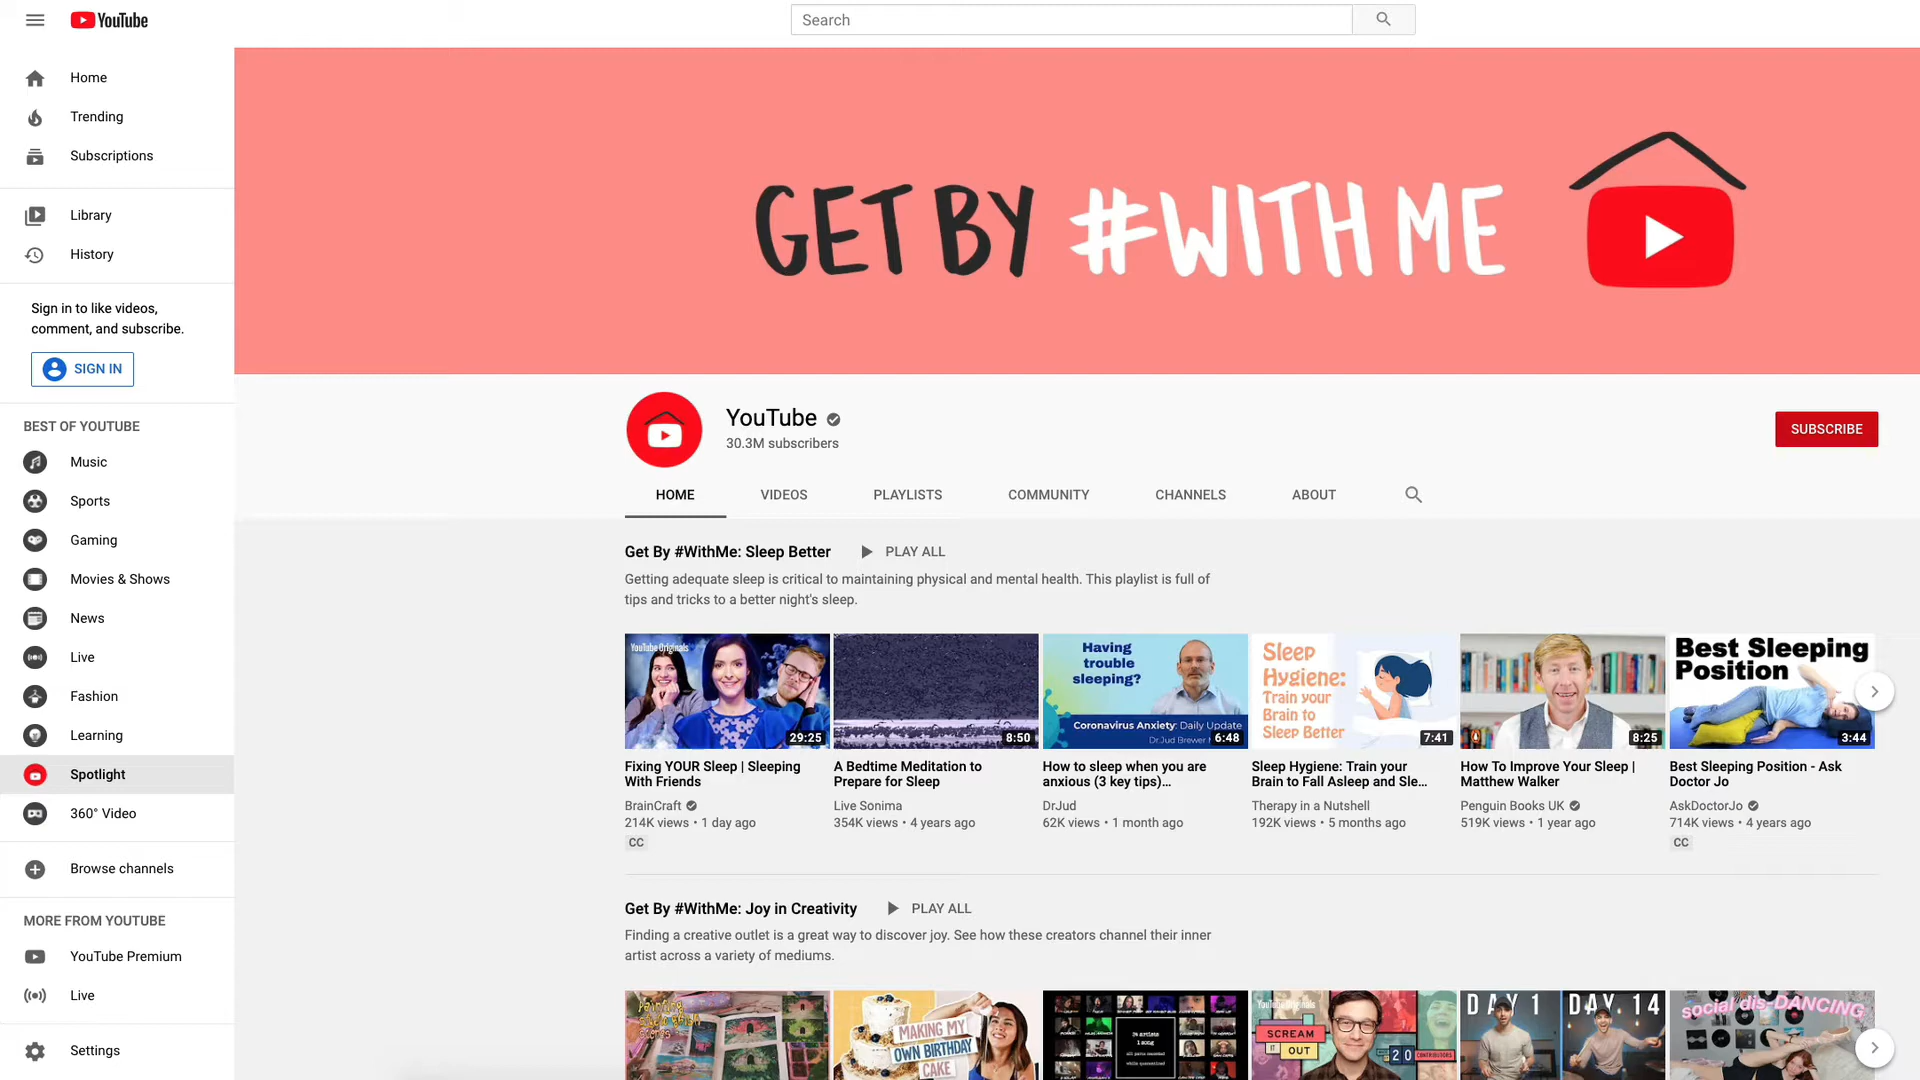 YouTube
Search
Home
Trending
Subscriptions
Library
History
Sign in to like videos,
comment, and subscribe.
SIGN IN
BEST OF YOUTUBE
Music
Sports
Gaming
Movies & Shows
News
Live
Fashion
Learning
Spotlight
360° Video
Browse channels
MORE FROM YOUTUBE
YouTube Premium
Live
Settings
GET BY #WITH ME
YouTube
30.3M subscribers
SUBSCRIBE
HOME VIDEOS PLAYLISTS COMMUNITY CHANNELS ABOUT
Get By #WithMe: Sleep Better PLAY ALL
Getting adequate sleep is critical to maintaining physical and mental health. This playlist is full of
tips and tricks to a better night's sleep.
YouTube Originals
29:25
Fixing YOUR Sleep | Sleeping
With Friends
BrainCraft
214K views • 1 day ago
CC
8:50
A Bedtime Meditation to
Prepare for Sleep
Live Sonima
354K views • 4 years ago
Having
trouble
sleeping?
Coronavirus Anxiety: Daily Update
Dr.Jud Brewer
6:48
How to sleep when you are
anxious (3 key tips)...
DrJud
62K views • 1 month ago
Sleep
Hygiene:
Train your
Brain to
Sleep Better
7:41
Sleep Hygiene: Train your
Brain to Fall Asleep and Sle...
Therapy in a Nutshell
192K views • 5 months ago
8:25
How To Improve Your Sleep |
Matthew Walker
Penguin Books UK
519K views • 1 year ago
Best Sleeping
Position
3:44
Best Sleeping Position - Ask
Doctor Jo
AskDoctorJo
714K views • 4 years ago
CC
Get By #WithMe: Joy in Creativity PLAY ALL
Finding a creative outlet is a great way to discover joy. See how these creators channel their inner
artist across a variety of mediums.
Painting
MAKING MY
OWN BIRTHDAY
CAKE
1 song
YouTube Originals
SCREAM
IT
OUT
20 CONTRIBUTORS
DAY 1 DAY 14
social dis-DANCING